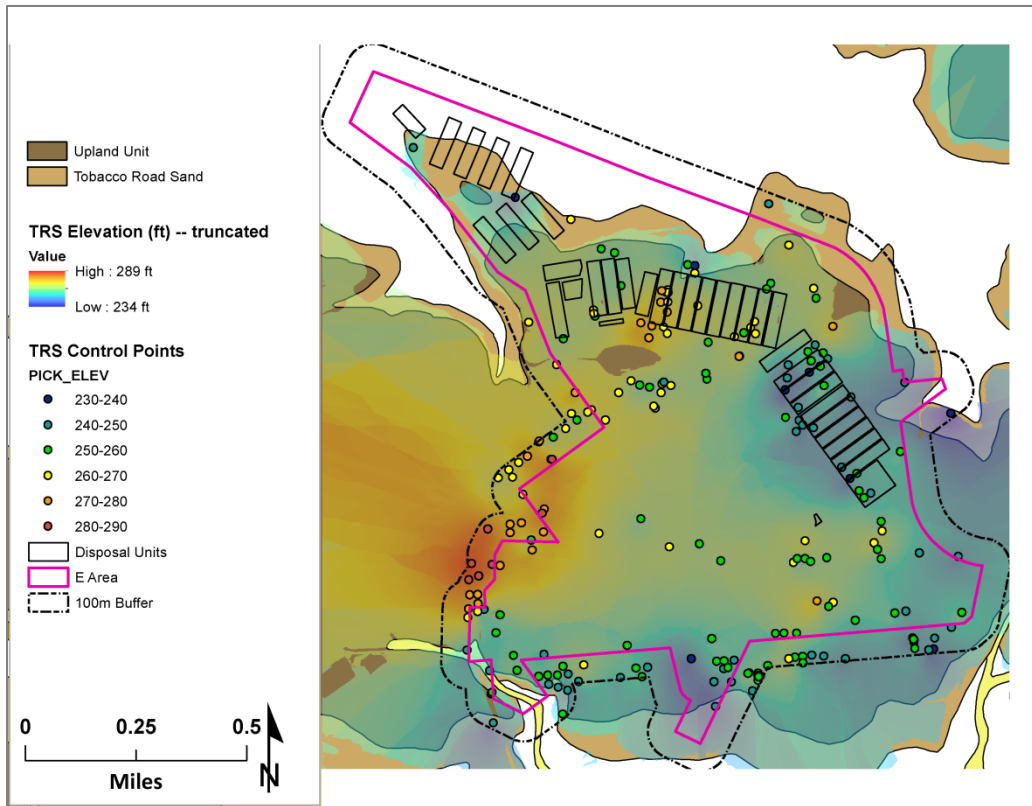 Upland Unit
Tobacco Road Sand
TRS Elevation (ft) -- truncated
Value
High : 289 ft
Low : 234 ft
TRS Control Points
PICK_ELEV
230-240
240-250
250-260
260-270
270-280
280-290
Disposal Units
E Area
100m Buffer
0 0.25 0.5
Miles
N